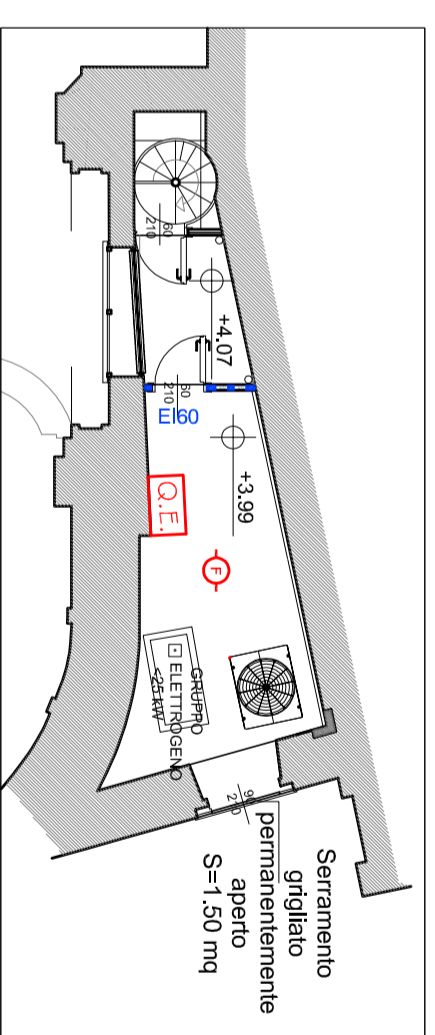 60
210
+4.07
60
210
EI60
+3.99
Q.E.
F
GRUPPO
ELETTROGENO
<25 kW
90
210
Serramento
grigliato
permanentemente
aperto
S=1.50 mq